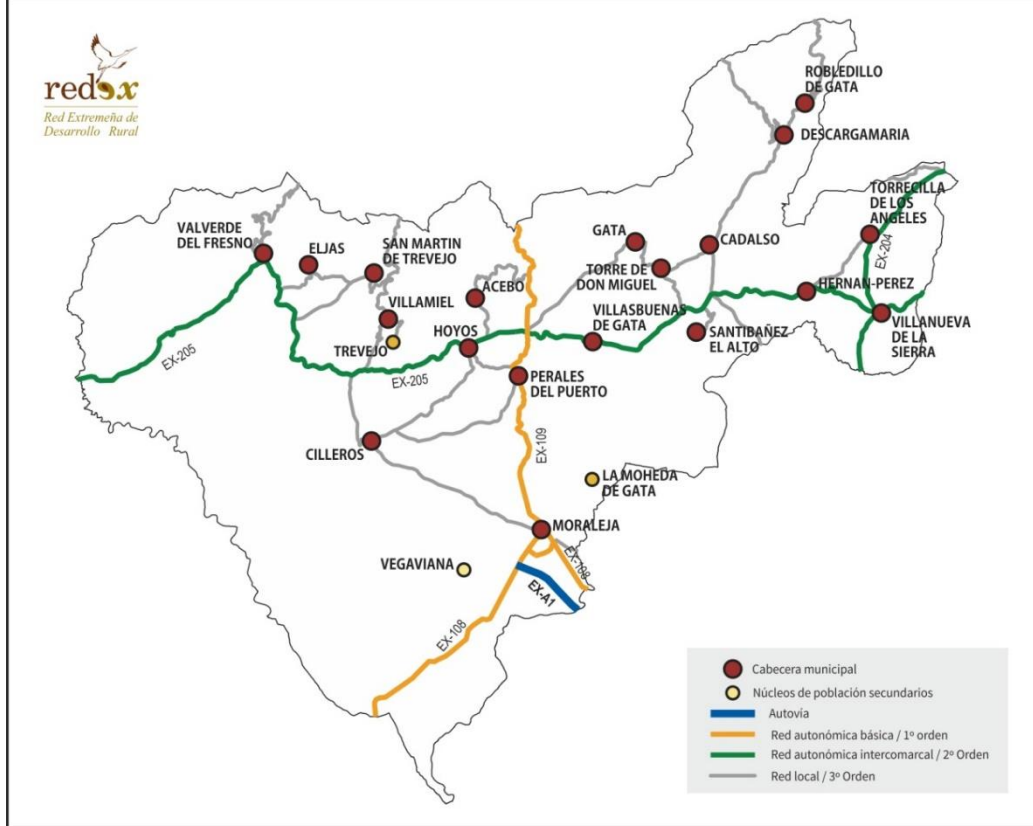 redex
Red Extremeña de
Desarrollo Rural
ROBLEDILLO
DE GATA
DESCARGAMARIA
TORRECILLA
DE LOS
ANGELES
EX-204
VALVERDE
DEL FRESNO
ELJAS
SAN MARTIN
DE TREVEJO
GATA
CADALSO
TORRE DE
DON MIGUEL
ACEBO
HERNAN-PEREZ
VILLAMIEL
HOYOS
VILLASBUENAS
DE GATA
SANTIBAÑEZ
EL ALTO
VILLANUEVA
DE LA
SIERRA
TREVEJO
EX-205
EX-205
PERALES
DEL PUERTO
CILLEROS
EX-109
LA MOHEDA
DE GATA
MORALEJA
VEGAVIANA
EX-108
EX-A1
EX-108
Cabecera municipal
Núcleos de población secundarios
Autovía
Red autonómica básica / 1º orden
Red autonómica intercomarcal / 2º Orden
Red local / 3º Orden